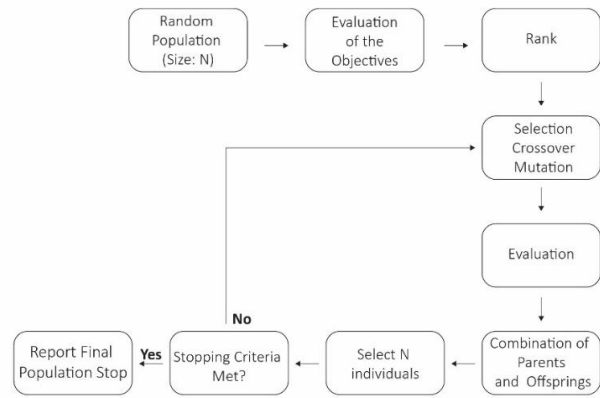 Random
Population
(Size: N)
Evaluation
of the
Objectives
Rank
Selection
Crossover
Mutation
Evaluation
No
Report Final
Population Stop
Yes
Stopping Criteria
Met?
Select N
individuals
Combination of
Parents
and Offsprings